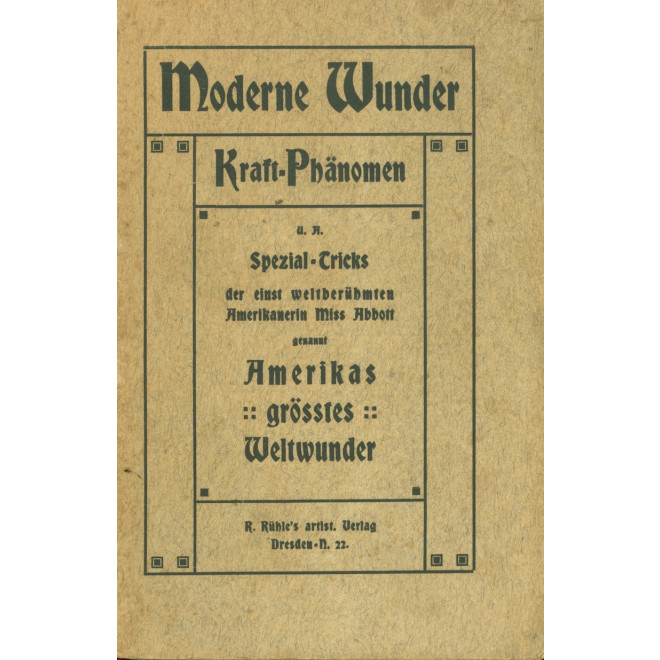 Moderne Wunder
Kraft-Phänomen
U. A.
Spezial-Tricks
der einst weltberühmten
Amerikanerin Miss Abbott
genannt
Amerikas
:: grösstes ::
Weltwunder
R. Rühle's artist. Verlag
Dresden-N. 22.